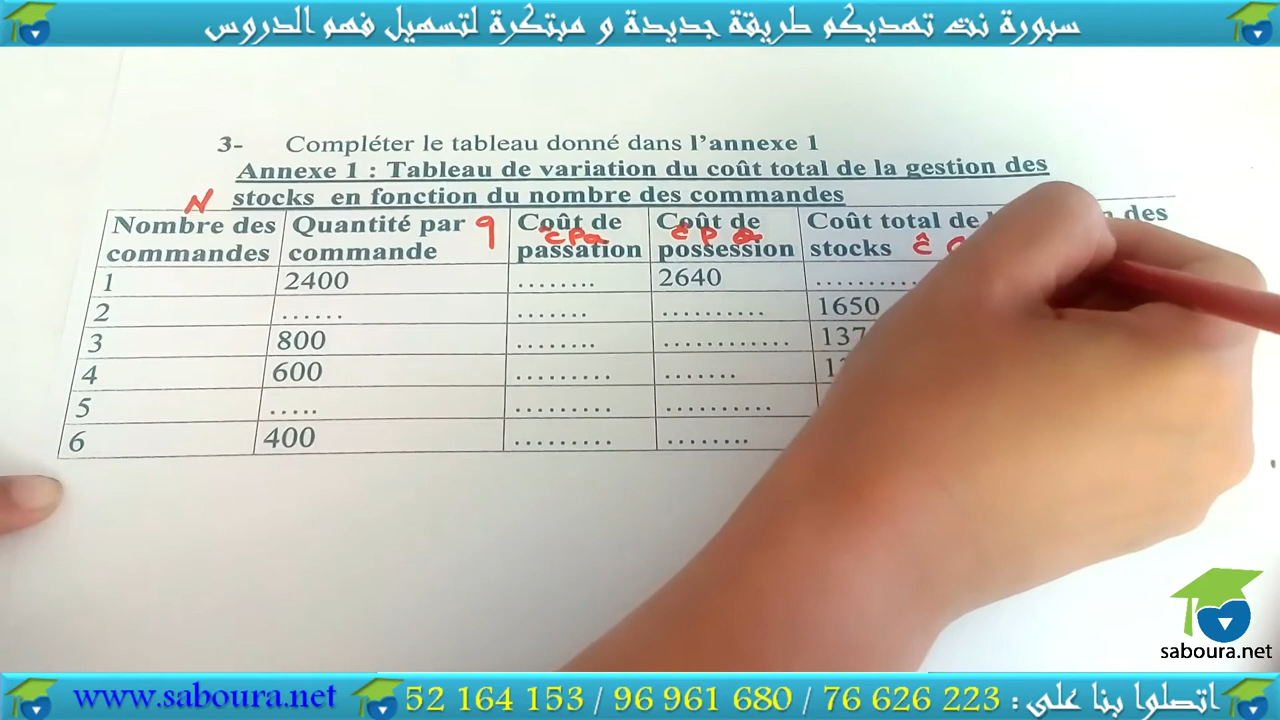 سبورة نت تهديكم طريقة جديدة و مبتكرة لتسهيل فهم الدروس
3- Compléter le tableau donné dans l'annexe 1
Annexe 1 : Tableau de variation du coût total de la gestion des
stocks en fonction du nombre des commandes
N
Nombre des commandes Quantité par commande q Coût de passation Coût de possession Coût total de des stocks
1 2400 ........ 2640 ..........
2 ...... ....... .......... 1650
3 800 ........ ............
4 600 ......... .......
5 ..... ......... ..........
6 400 ......... ........
saboura.net
www.saboura.net 52 164 153 / 96 961 680 / 76 626 223 : اتصلوا بنا على